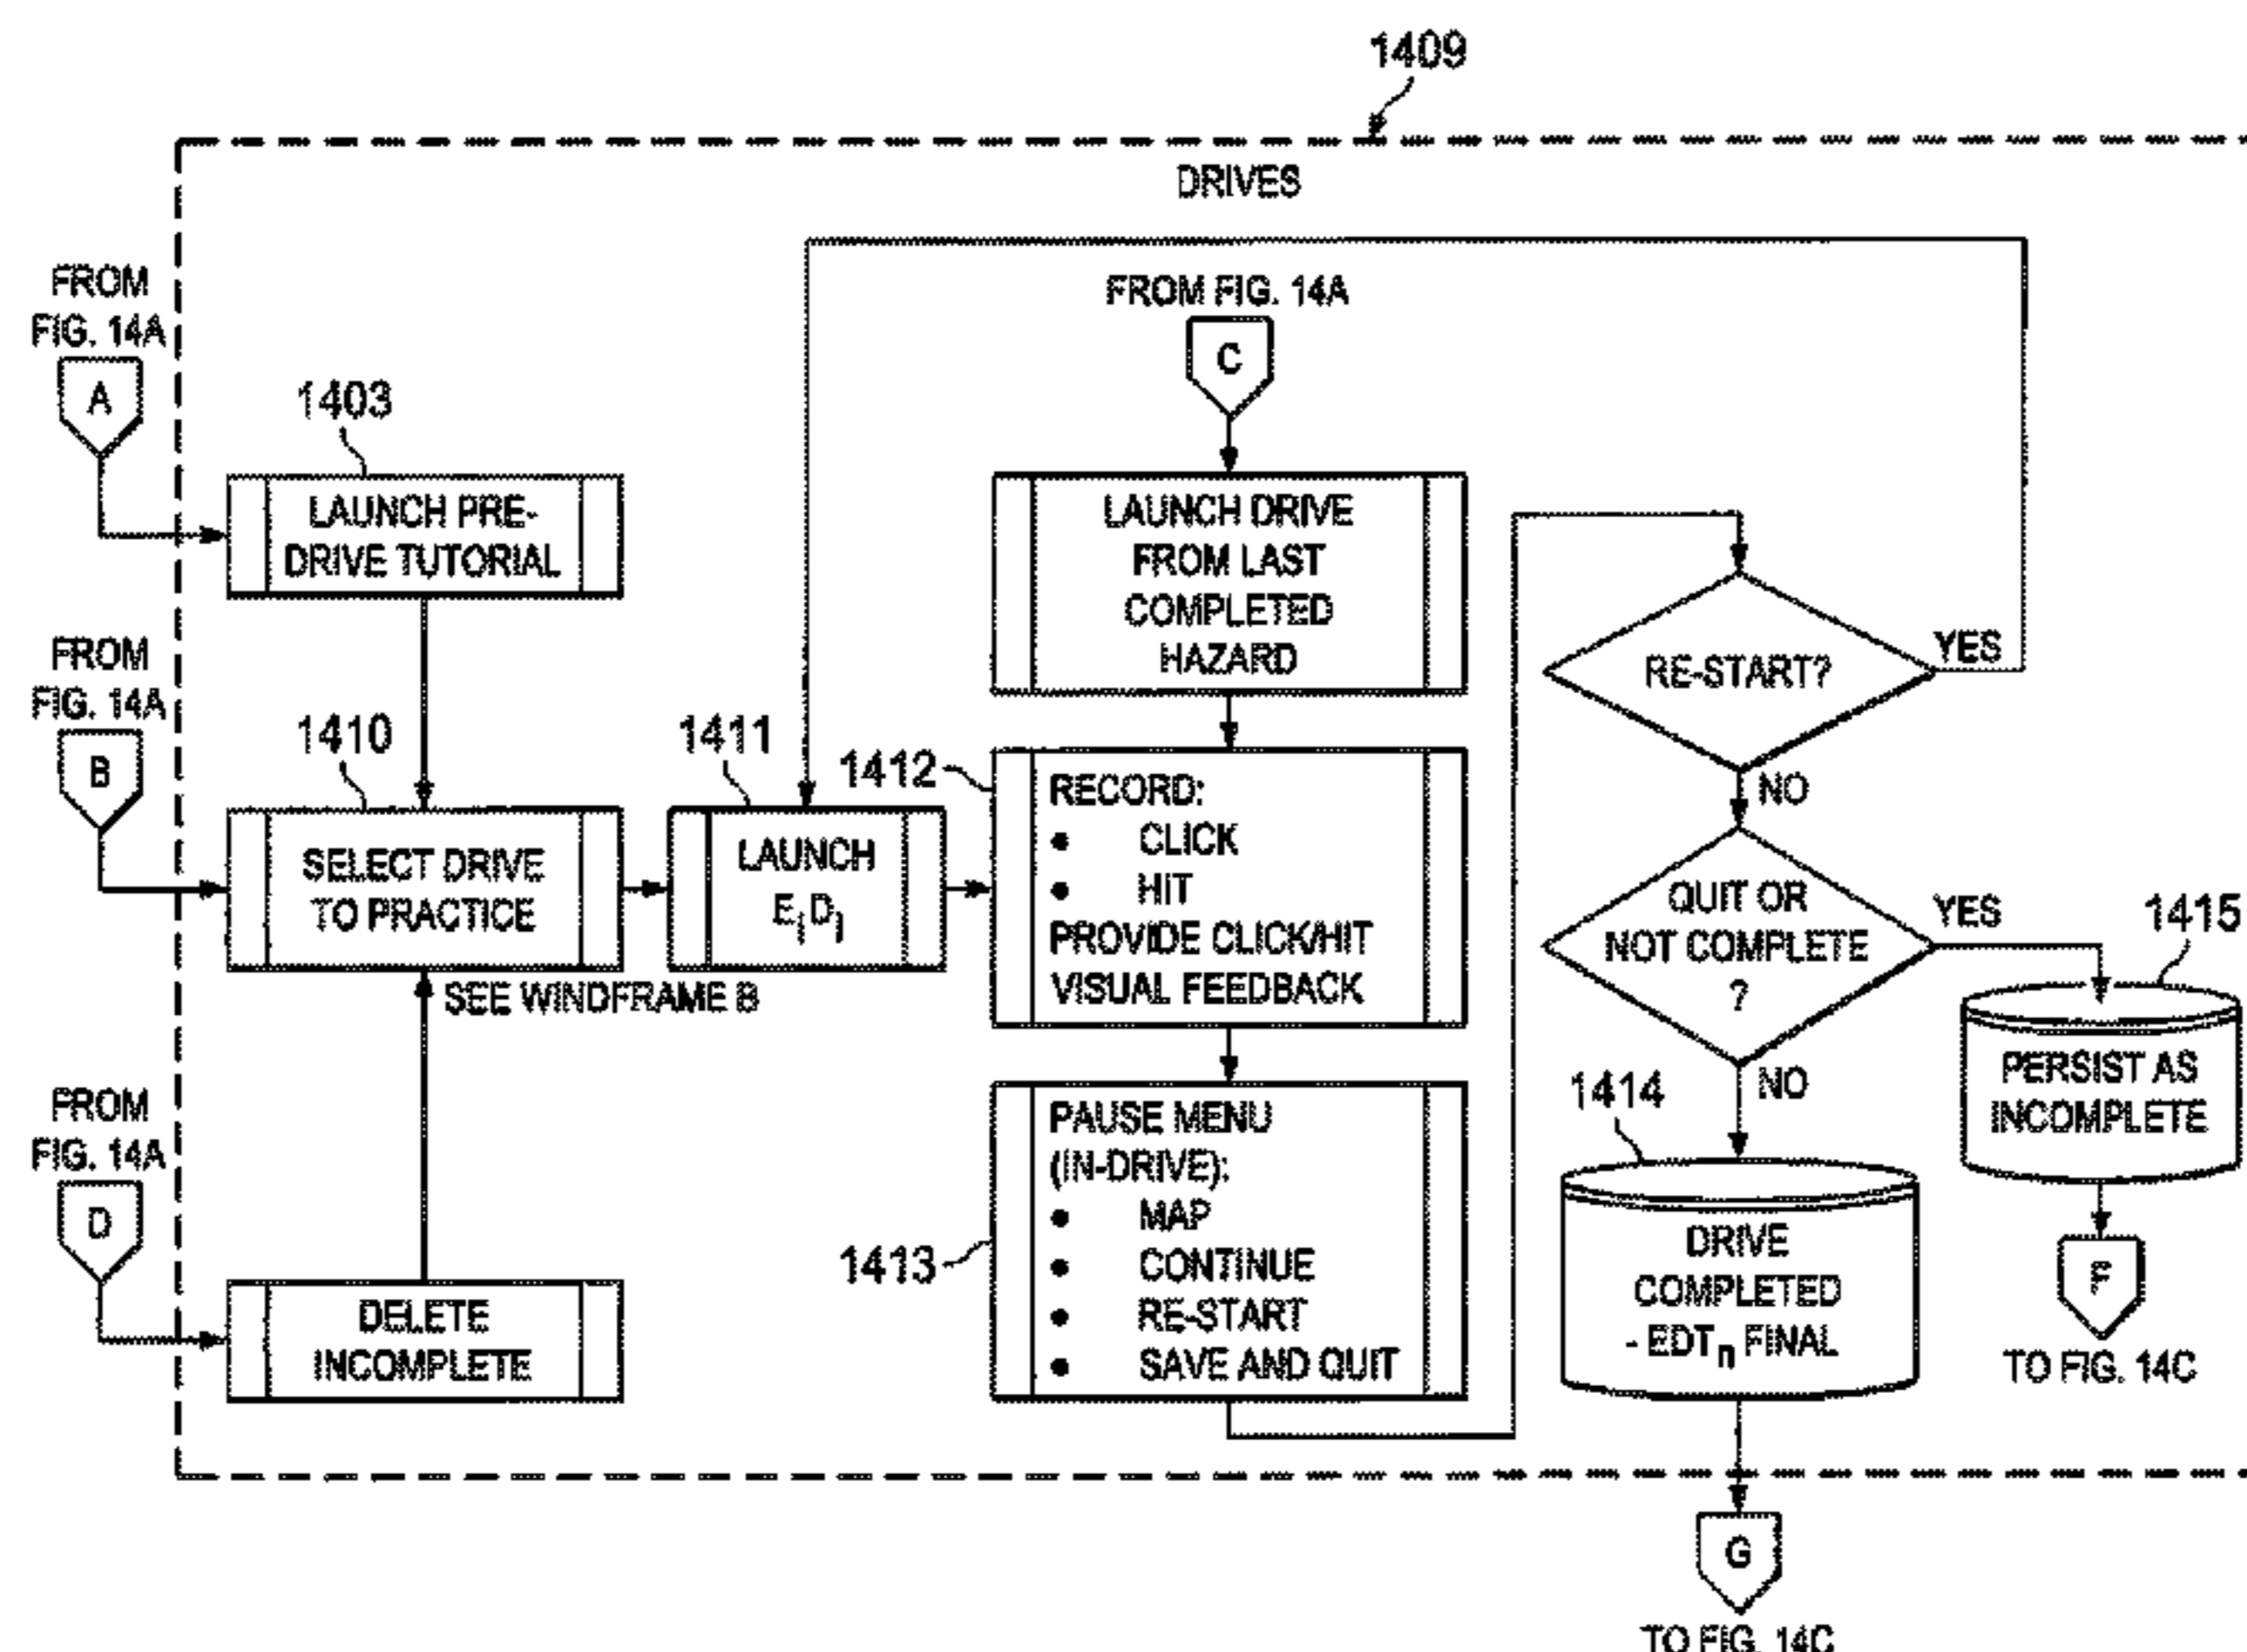 1409
DRIVES
FROM
FIG. 14A
A
1403
LAUNCH PRE-
DRIVE TUTORIAL
FROM
FIG. 14A
B
1410
SELECT DRIVE
TO PRACTICE
SEE WINDFRAME B
FROM
FIG. 14A
D
DELETE
INCOMPLETE
1411
LAUNCH
EiDj
FROM FIG. 14A
C
LAUNCH DRIVE
FROM LAST
COMPLETED
HAZARD
1412
RECORD:
• CLICK
• HIT
PROVIDE CLICK/HIT
VISUAL FEEDBACK
1413
PAUSE MENU
(IN-DRIVE):
• MAP
• CONTINUE
• RE-START
• SAVE AND QUIT
RE-START?
YES
NO
QUIT OR
NOT COMPLETE
?
YES
NO
1414
DRIVE
COMPLETED
- EDTn FINAL
G
TO FIG. 14C
1415
PERSIST AS
INCOMPLETE
F
TO FIG. 14C